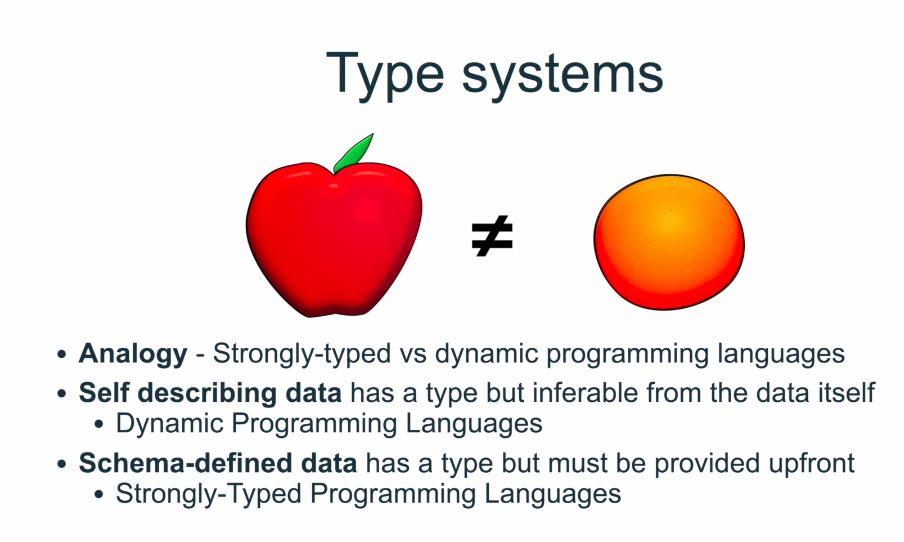 Type systems
≠
• Analogy - Strongly-typed vs dynamic programming languages
• Self describing data has a type but inferable from the data itself
• Dynamic Programming Languages
• Schema-defined data has a type but must be provided upfront
• Strongly-Typed Programming Languages